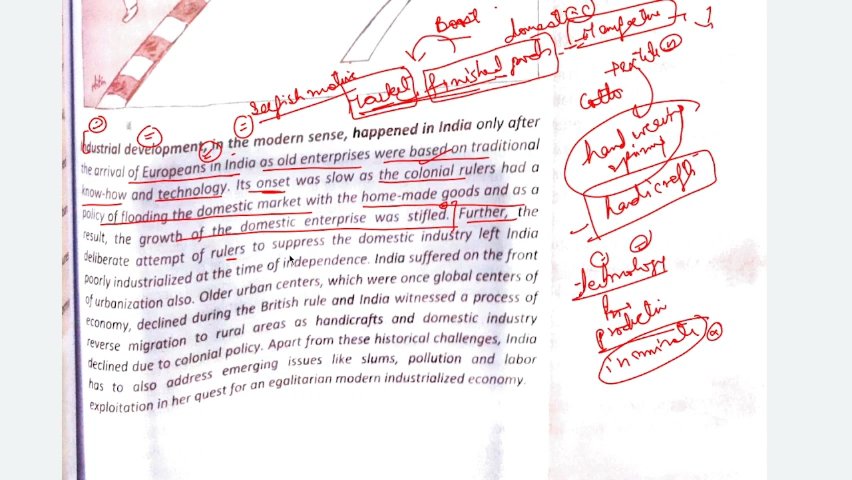 Boost
domestic
Selfish motive
Market, finished goods
textile
Industrial development, in the modern sense, happened in India only after
the arrival of Europeans in India as old enterprises were based on traditional
know-how and technology. Its onset was slow as the colonial rulers had a
policy of flooding the domestic market with the home-made goods and as a
result, the growth of the domestic enterprise was stifled. Further, the
deliberate attempt of rulers to suppress the domestic industry left India
poorly industrialized at the time of independence. India suffered on the front
of urbanization also. Older urban centers, which were once global centers of
economy, declined during the British rule and India witnessed a process of
reverse migration to rural areas as handicrafts and domestic industry
declined due to colonial policy. Apart from these historical challenges, India
has to also address emerging issues like slums, pollution and labor
exploitation in her quest for an egalitarian modern industrialized economy.
hand weaving
handicrafts
technology
production